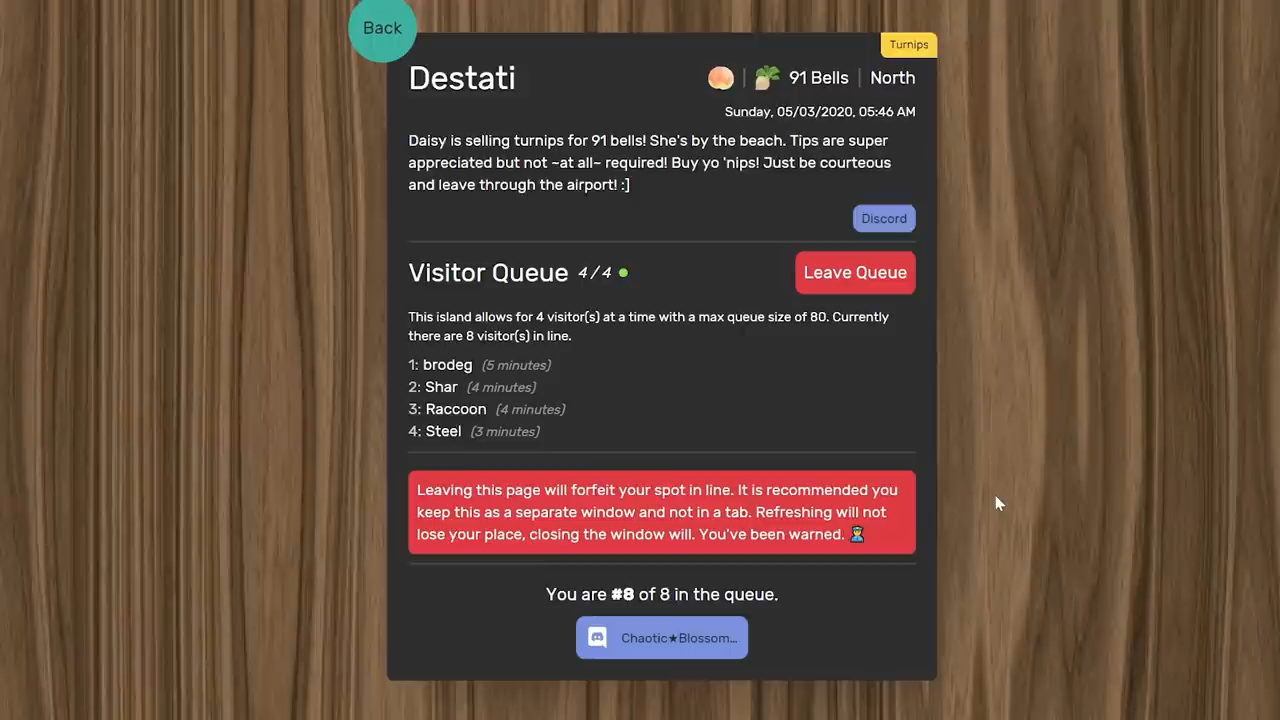 Back
Turnips
Destati
91 Bells
North
Sunday, 05/03/2020, 05:46 AM
Daisy is selling turnips for 91 bells! She's by the beach. Tips are super
appreciated but not ~at all~ required! Buy yo 'nips! Just be courteous
and leave through the airport! :]
Discord
Visitor Queue 4/4
Leave Queue
This island allows for 4 visitor(s) at a time with a max queue size of 80. Currently
there are 8 visitor(s) in line.
1: brodeg (5 minutes)
2: Shar (4 minutes)
3: Raccoon (4 minutes)
4: Steel (3 minutes)
Leaving this page will forfeit your spot in line. It is recommended you
keep this as a separate window and not in a tab. Refreshing will not
lose your place, closing the window will. You've been warned.
You are #8 of 8 in the queue.
Chaotic★Blossom…